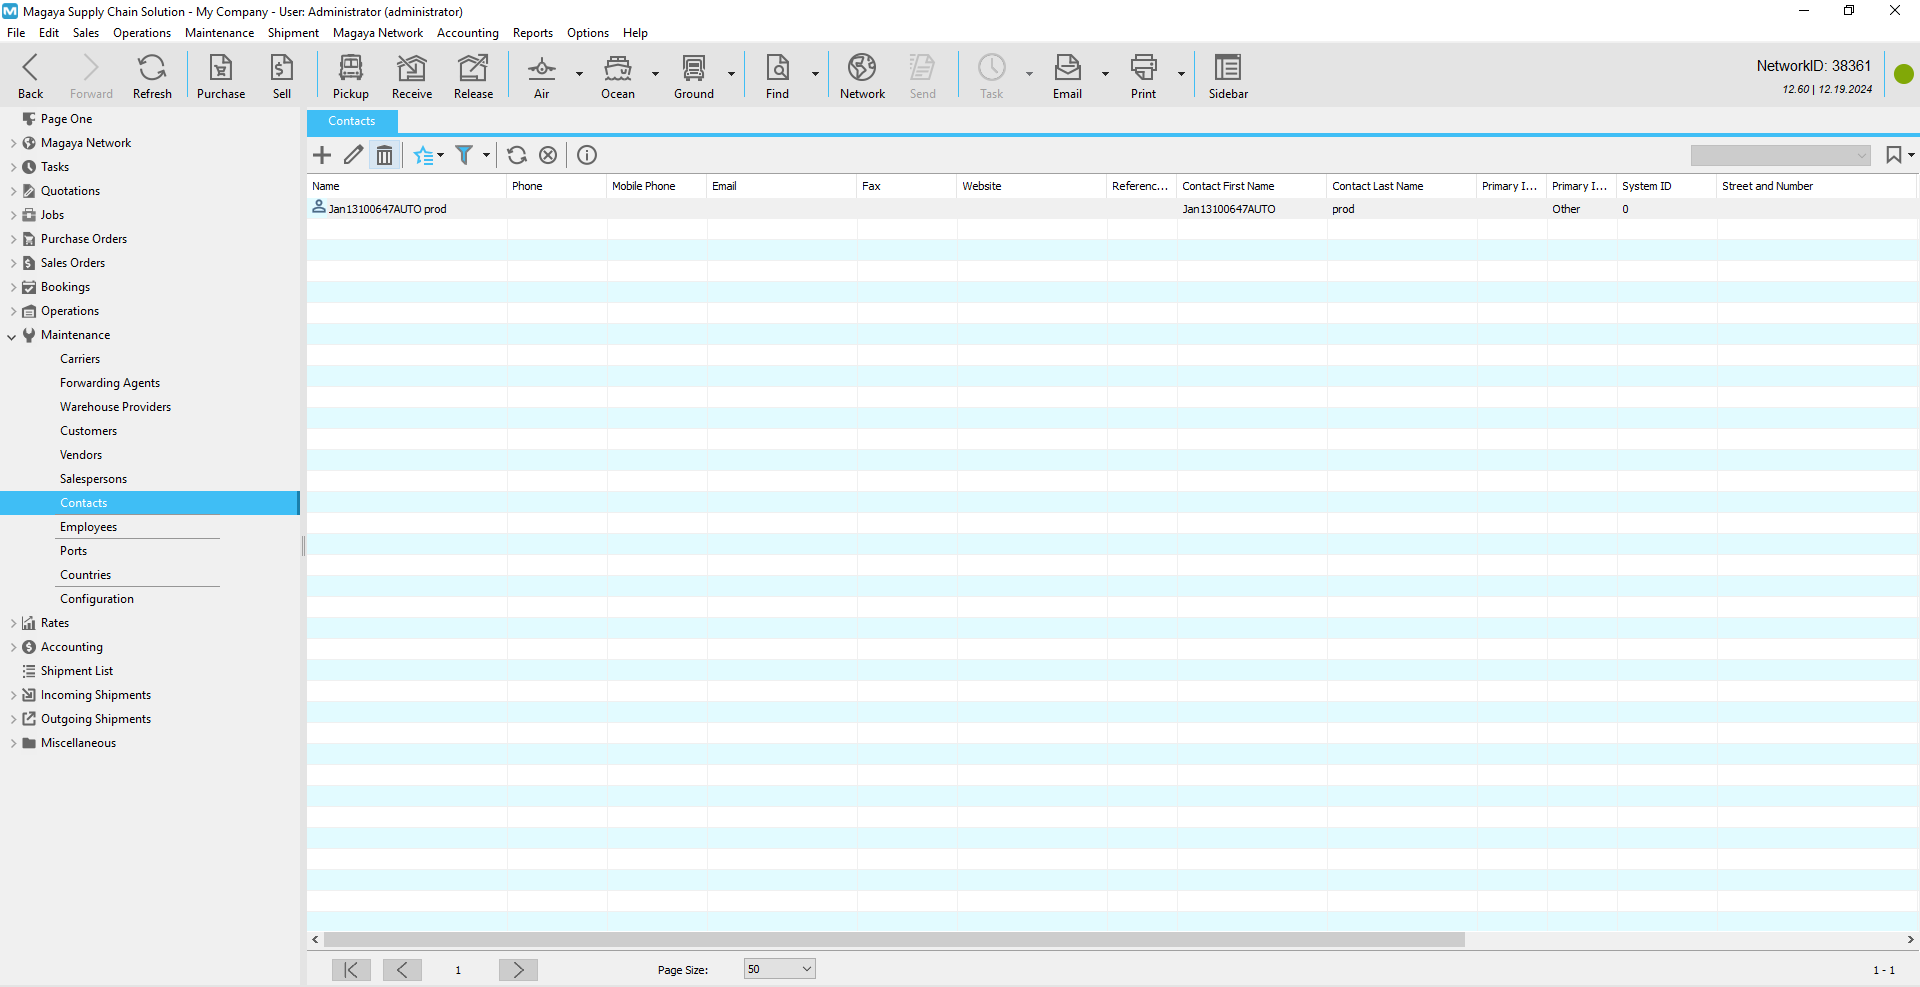 Magaya Supply Chain Solution - My Company - User: Administrator (administrator)
File Edit Sales Operations Maintenance Shipment Magaya Network Accounting Reports Options Help
Back Forward Refresh Purchase Sell Pickup Receive Release Air Ocean Ground Find Network Send Task Email Print Sidebar
NetworkID: 38361
12.60 | 12.19.2024
Page One
Magaya Network
Tasks
Quotations
Jobs
Purchase Orders
Sales Orders
Bookings
Operations
Maintenance
Carriers
Forwarding Agents
Warehouse Providers
Customers
Vendors
Salespersons
Contacts
Employees
Ports
Countries
Configuration
Rates
Accounting
Shipment List
Incoming Shipments
Outgoing Shipments
Miscellaneous
Contacts
Name Phone Mobile Phone Email Fax Website Referenc... Contact First Name Contact Last Name Primary I... Primary I... System ID Street and Number
Jan13100647AUTO prod Jan13100647AUTO prod Other 0
1 Page Size: 50 1 - 1